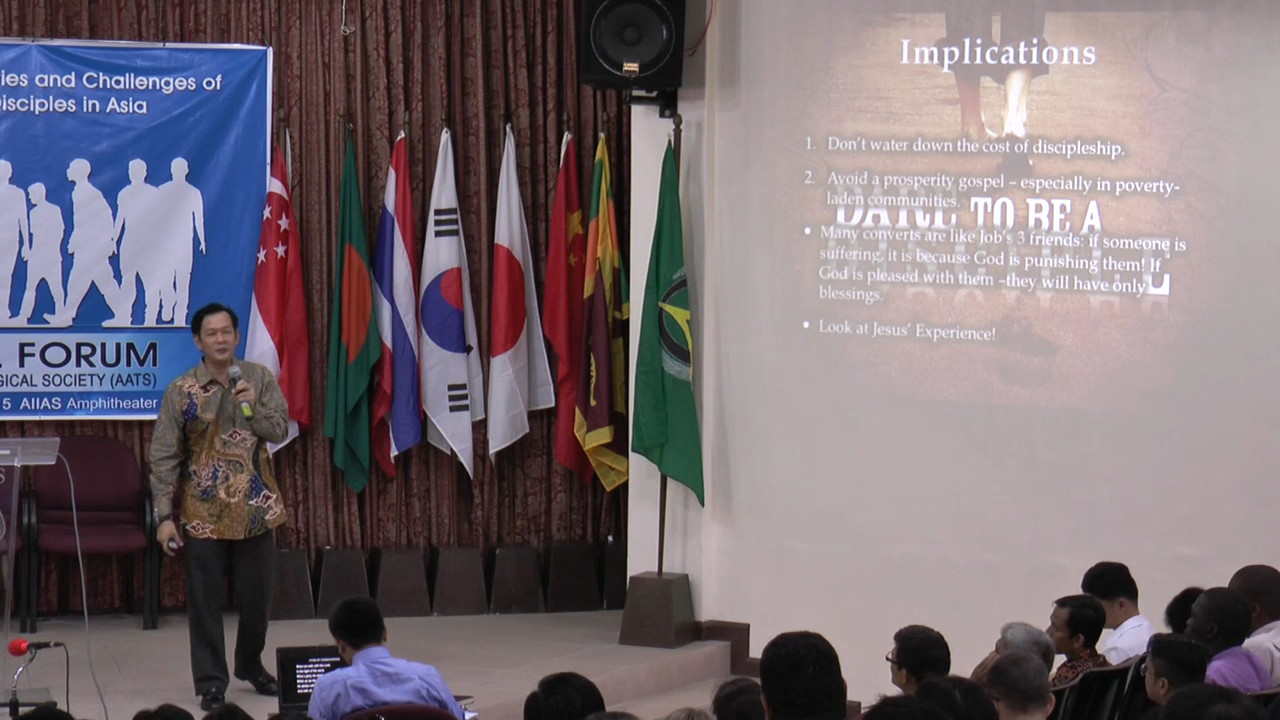 ies and Challenges of
Disciples in Asia
FORUM
GICAL SOCIETY (AATS)
5 AIIAS Amphitheater
Implications
1. Don't water down the cost of discipleship.
2. Avoid a prosperity gospel – especially in poverty-
laden communities.
DARE TO BE A
• Many converts are like Job's 3 friends: if someone is
suffering, it is because God is punishing them! If
God is pleased with them –they will have only
blessings.
• Look at Jesus' Experience!